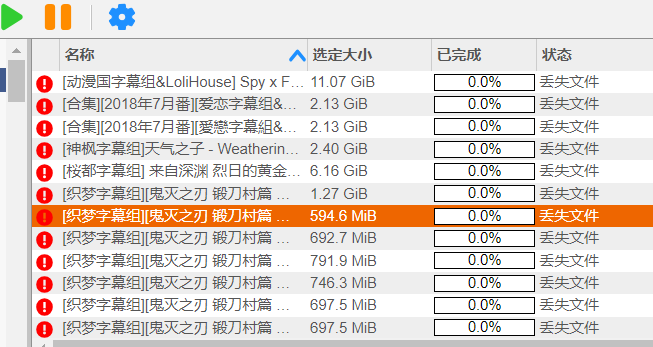 名称 选定大小 已完成 状态
[动漫国字幕组&LoliHouse] Spy x F... 11.07 GiB 0.0% 丢失文件
[合集][2018年7月番][爱恋字幕组&... 2.13 GiB 0.0% 丢失文件
[合集][2018年7月番][愛戀字幕組&... 2.13 GiB 0.0% 丢失文件
[神枫字幕组]天气之子 - Weatherin... 2.40 GiB 0.0% 丢失文件
[桜都字幕组] 来自深渊 烈日的黄金... 6.16 GiB 0.0% 丢失文件
[织梦字幕组][鬼灭之刃 锻刀村篇 ... 1.27 GiB 0.0% 丢失文件
[织梦字幕组][鬼灭之刃 锻刀村篇 ... 594.6 MiB 0.0% 丢失文件
[织梦字幕组][鬼灭之刃 锻刀村篇 ... 692.7 MiB 0.0% 丢失文件
[织梦字幕组][鬼灭之刃 锻刀村篇 ... 791.9 MiB 0.0% 丢失文件
[织梦字幕组][鬼灭之刃 锻刀村篇 ... 746.3 MiB 0.0% 丢失文件
[织梦字幕组][鬼灭之刃 锻刀村篇 ... 697.5 MiB 0.0% 丢失文件
[织梦字幕组][鬼灭之刃 锻刀村篇 ... 697.5 MiB 0.0% 丢失文件